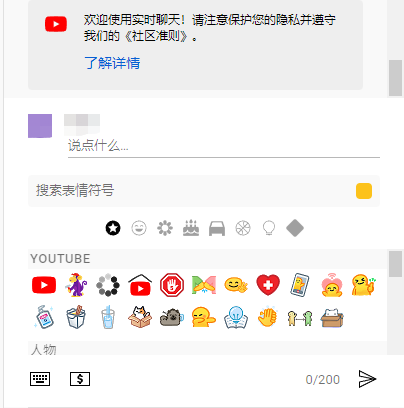 欢迎使用实时聊天！请注意保护您的隐私并遵守
我们的《社区准则》。
了解详情
说点什么...
搜索表情符号
YOUTUBE
人物
0/200